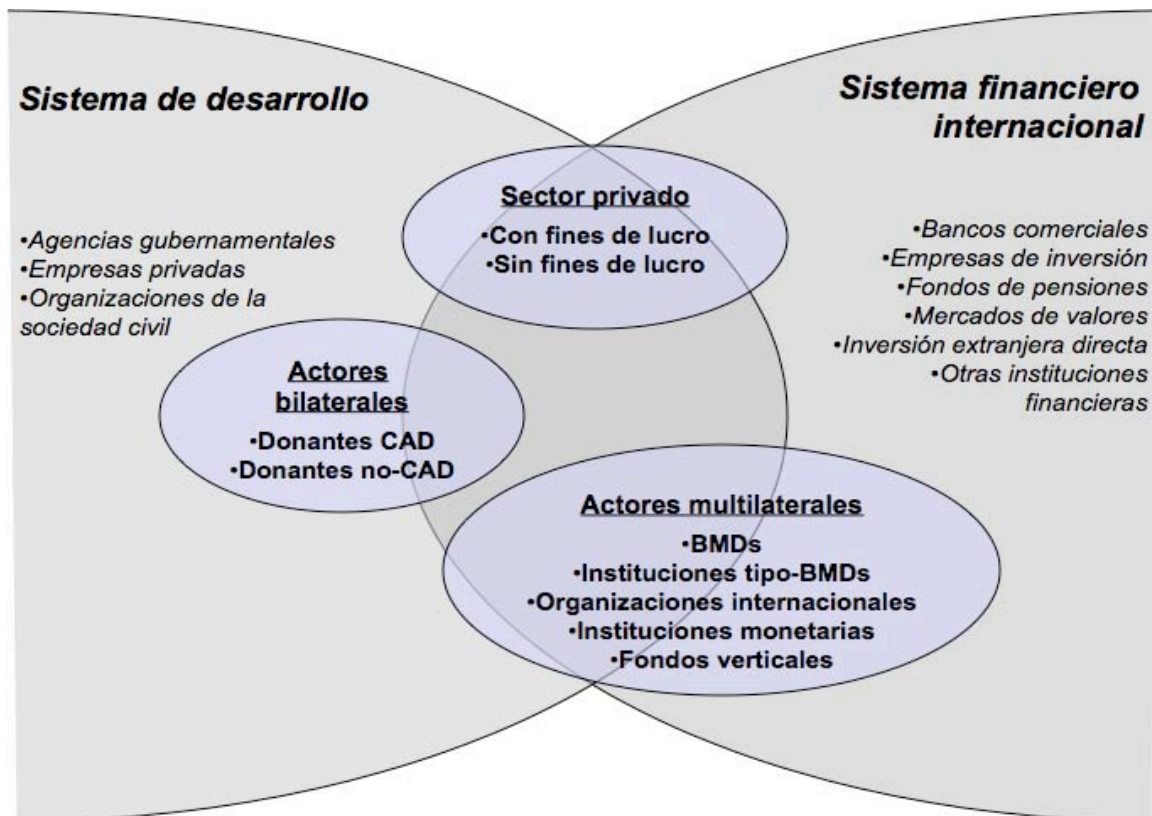 Sistema de desarrollo
•Agencias gubernamentales
•Empresas privadas
•Organizaciones de la
sociedad civil
Sector privado
•Con fines de lucro
•Sin fines de lucro
Actores
bilaterales
•Donantes CAD
•Donantes no-CAD
Actores multilaterales
•BMDs
•Instituciones tipo-BMDs
•Organizaciones internacionales
•Instituciones monetarias
•Fondos verticales
Sistema financiero
internacional
•Bancos comerciales
•Empresas de inversión
•Fondos de pensiones
•Mercados de valores
•Inversión extranjera directa
•Otras instituciones
financieras